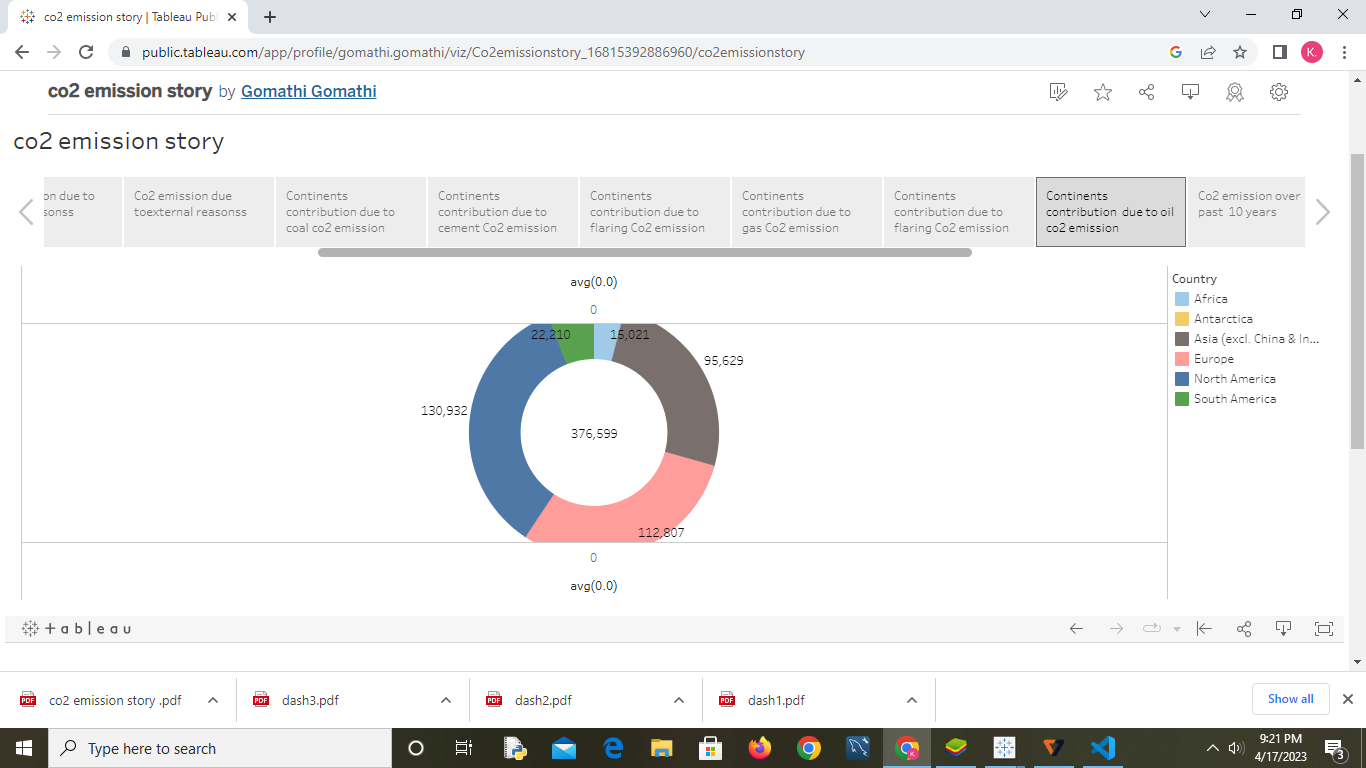 co2 emission story | Tableau Publ
public.tableau.com/app/profile/gomathi.gomathi/viz/Co2emissionstory_16815392886960/co2emissionstory
K.
co2 emission story by Gomathi Gomathi
co2 emission story
on due to
sonss
Co2 emission due
toexternal reasonss
Continents
contribution due to
coal co2 emission
Continents
contribution due to
cement Co2 emission
Continents
contribution due to
flaring Co2 emission
Continents
contribution due to
gas Co2 emission
Continents
contribution due to
flaring Co2 emission
Continents
contribution  due to oil
co2 emission
Co2 emission over
past  10 years
avg(0.0)
0
22,210
15,021
95,629
130,932
376,599
112,807
0
avg(0.0)
Country
Africa
Antarctica
Asia (excl. China & In...
Europe
North America
South America
+ a b | e a u
co2 emission story .pdf
dash3.pdf
dash2.pdf
dash1.pdf
Show all
Type here to search
9:21 PM
4/17/2023
3